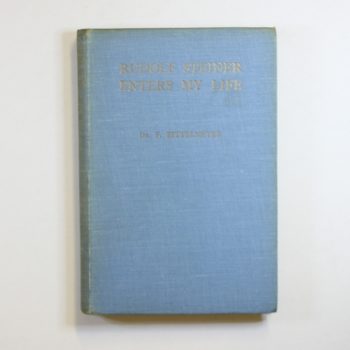 RUDOLF STEINER
ENTERS MY LIFE
DR. F. RITTELMEYER